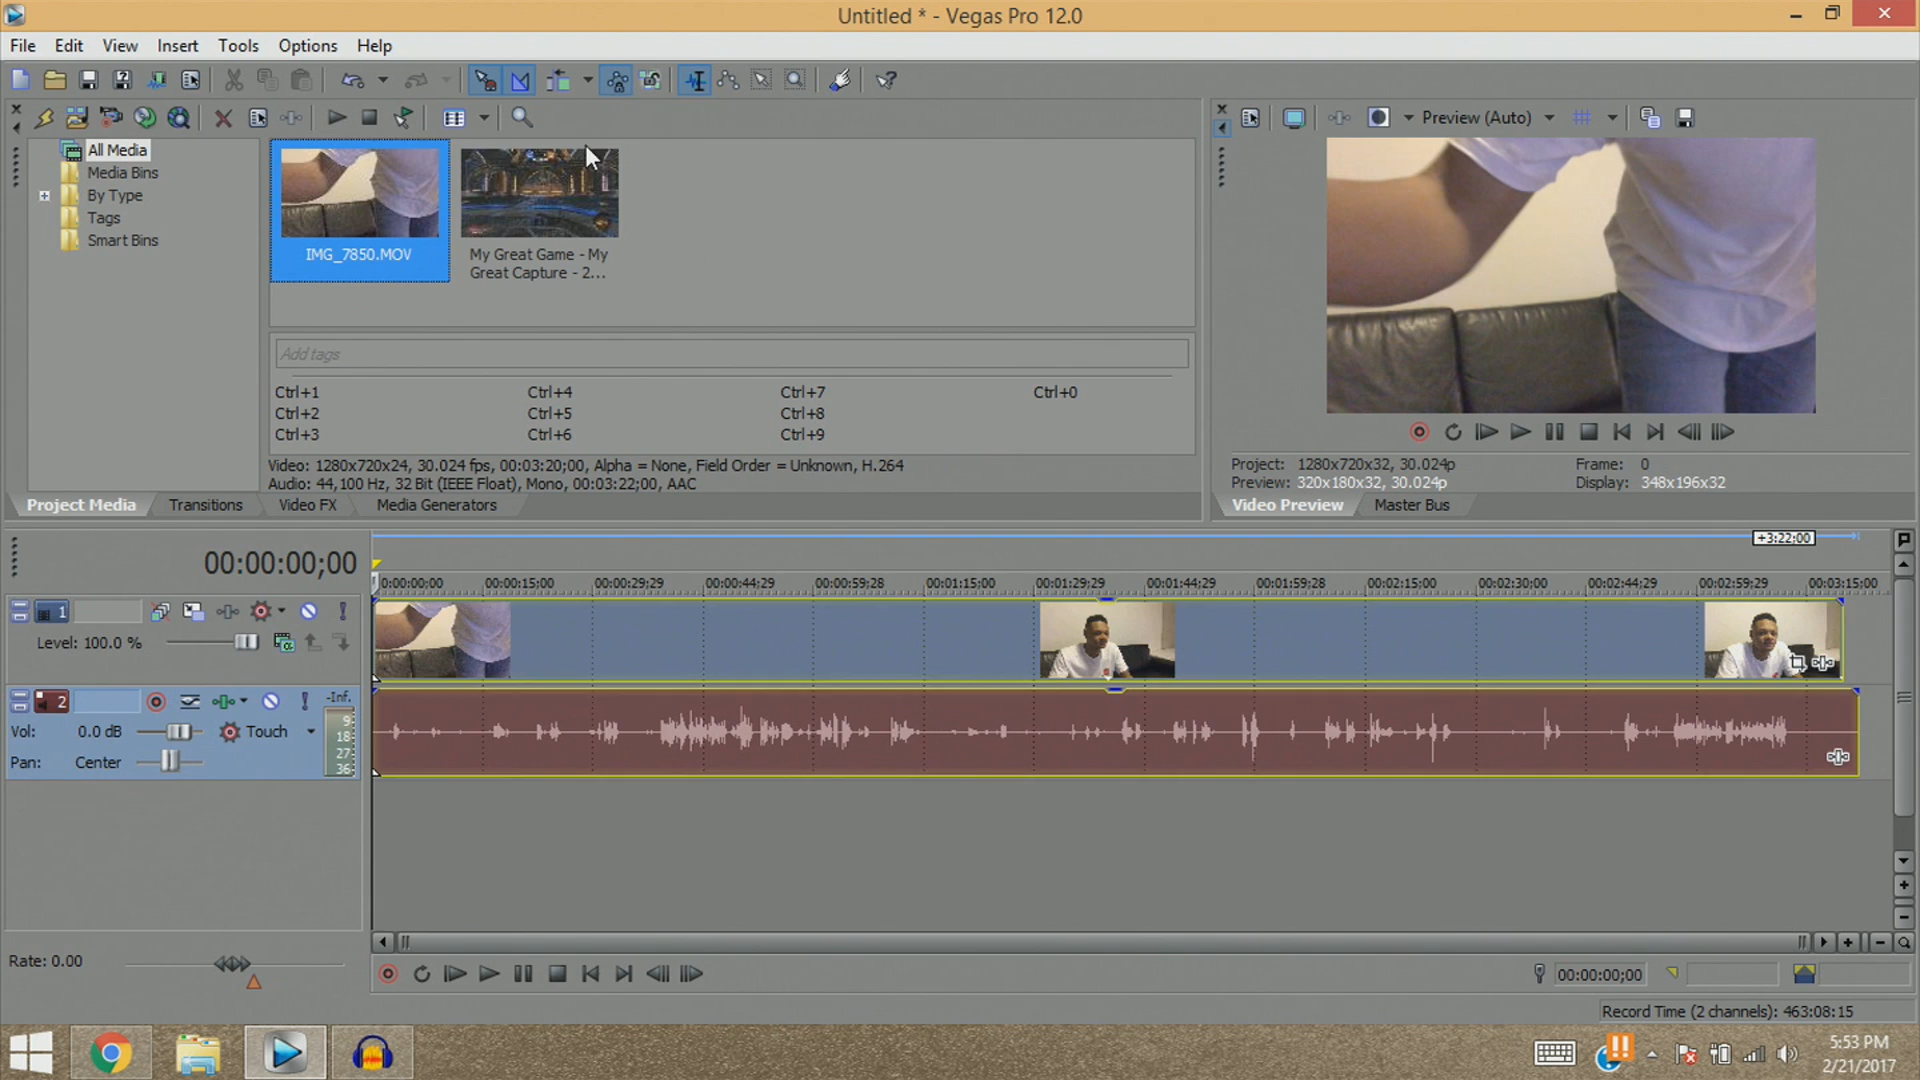 Untitled * - Vegas Pro 12.0
File Edit View Insert Tools Options Help
Preview (Auto)
All Media
Media Bins
By Type
Tags
Smart Bins
IMG_7850.MOV
My Great Game - My
Great Capture - 2...
Add tags
Ctrl+1 Ctrl+4 Ctrl+7 Ctrl+0
Ctrl+2 Ctrl+5 Ctrl+8
Ctrl+3 Ctrl+6 Ctrl+9
Video: 1280x720x24, 30.024 fps, 00:03:20;00, Alpha = None, Field Order = Unknown, H.264
Audio: 44,100 Hz, 32 Bit (IEEE Float), Mono, 00:03:22;00, AAC
Project: 1280x720x32, 30.024p Frame: 0
Preview: 320x180x32, 30.024p Display: 348x196x32
Project Media Transitions Video FX Media Generators
Video Preview Master Bus
+3:22;00
00:00:00;00
0:00:00;00 00:00:15;00 00:00:29;29 00:00:44;29 00:00:59;28 00:01:15;00 00:01:29;29 00:01:44;29 00:01:59;28 00:02:15;00 00:02:30;00 00:02:44;29 00:02:59;29 00:03:15;00
1
Level: 100.0 %
2
-Inf.
9
18
27
36
Vol: 0.0 dB Touch
Pan: Center
Rate: 0.00
00:00:00;00
Record Time (2 channels): 463:08:15
5:53 PM
2/21/2017